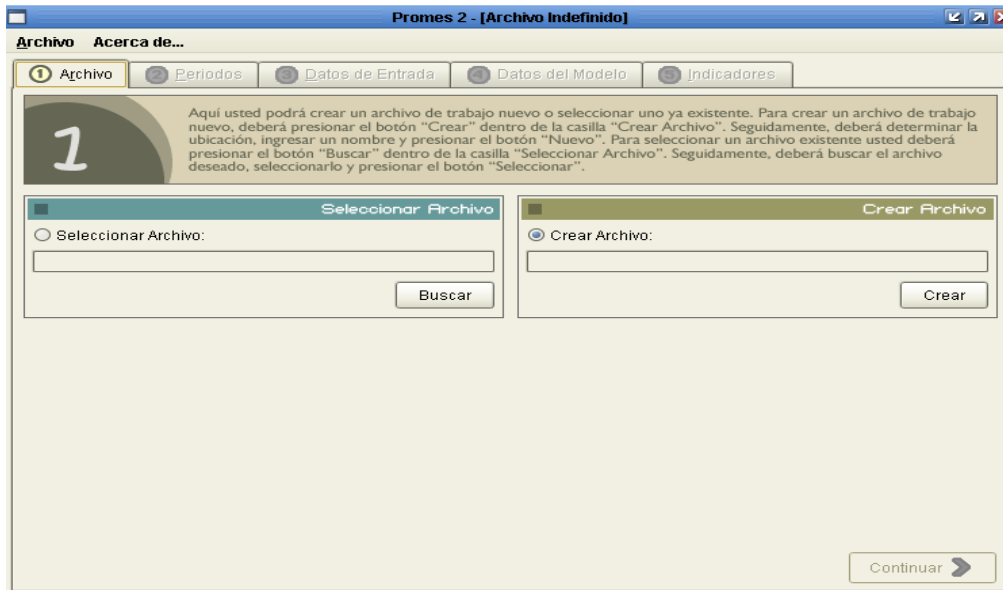 Promes 2 - [Archivo Indefinido]
Archivo Acerca de...
1 Archivo 2 Periodos 3 Datos de Entrada 4 Datos del Modelo 5 Indicadores
1
Aquí usted podrá crear un archivo de trabajo nuevo o seleccionar uno ya existente. Para crear un archivo de trabajo
nuevo, deberá presionar el botón “Crear” dentro de la casilla “Crear Archivo”. Seguidamente, deberá determinar la
ubicación, ingresar un nombre y presionar el botón “Nuevo”. Para seleccionar un archivo existente usted deberá
presionar el botón “Buscar” dentro de la casilla “Seleccionar Archivo”. Seguidamente, deberá buscar el archivo
deseado, seleccionarlo y presionar el botón “Seleccionar”.
Seleccionar Archivo
Seleccionar Archivo:
Buscar
Crear Archivo
Crear Archivo:
Crear
Continuar